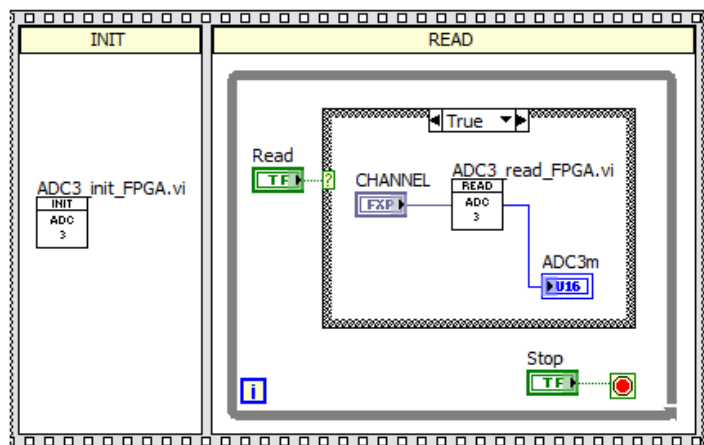 INIT
READ
True
Read
ADC3_init_FPGA.vi
INIT
ADC
3
CHANNEL
ADC3_read_FPGA.vi
READ
ADC
3
TF
FXP
ADC3m
U16
Stop
TF
i
?